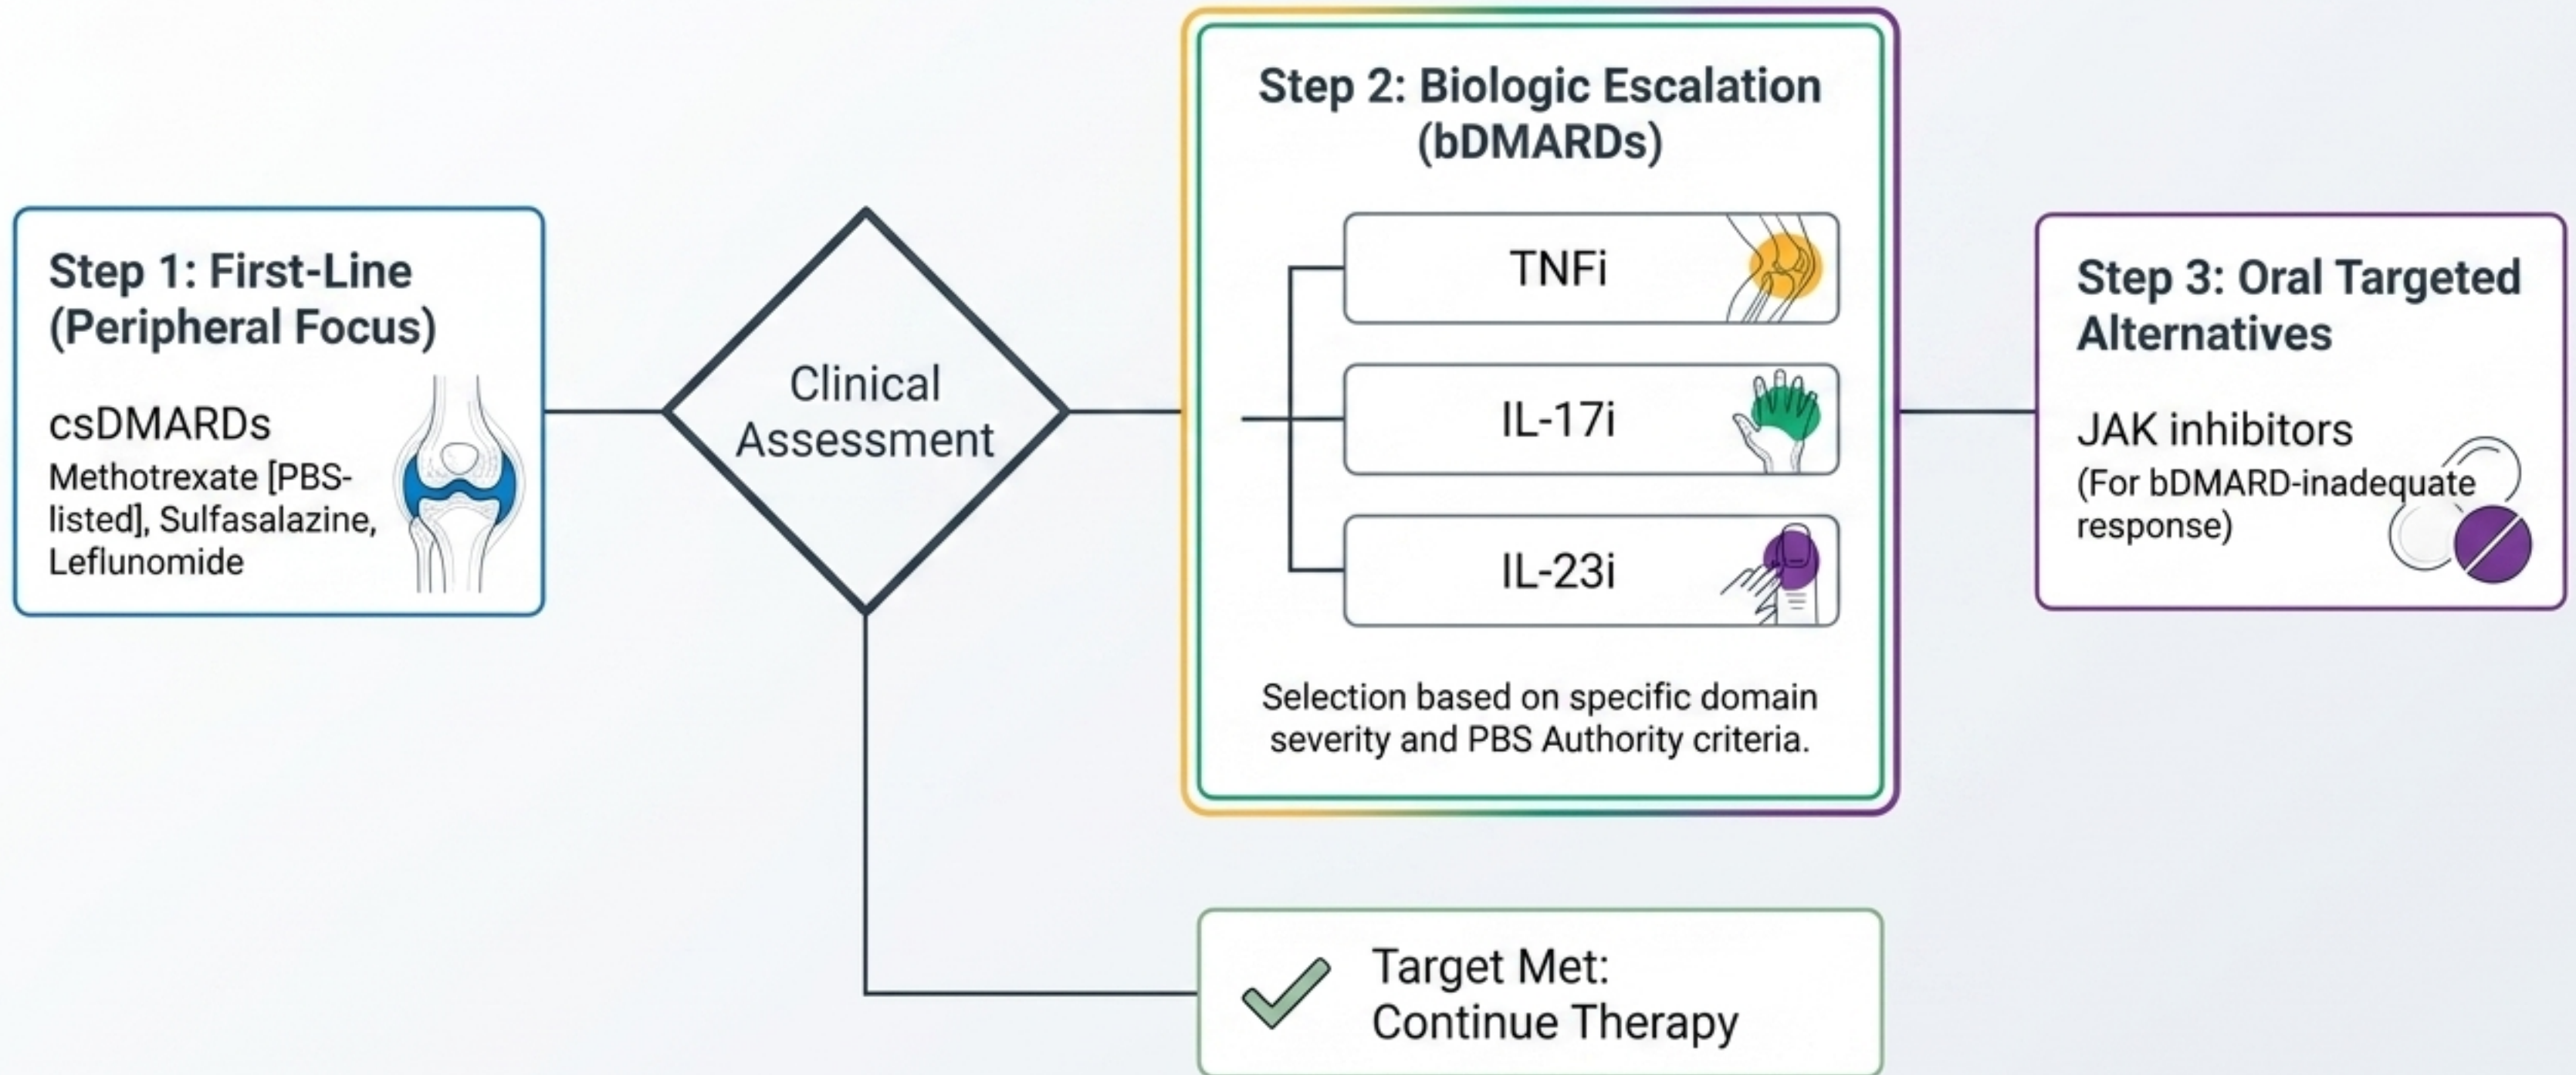 Step 1: First-Line
(Peripheral Focus)
csDMARDs
Methotrexate [PBS-
listed], Sulfasalazine,
Leflunomide
Clinical
Assessment
Step 2: Biologic Escalation
(bDMARDs)
TNFi
IL-17i
IL-23i
Selection based on specific domain
severity and PBS Authority criteria.
Step 3: Oral Targeted
Alternatives
JAK inhibitors
(For bDMARD-inadequate
response)
Target Met:
Continue Therapy